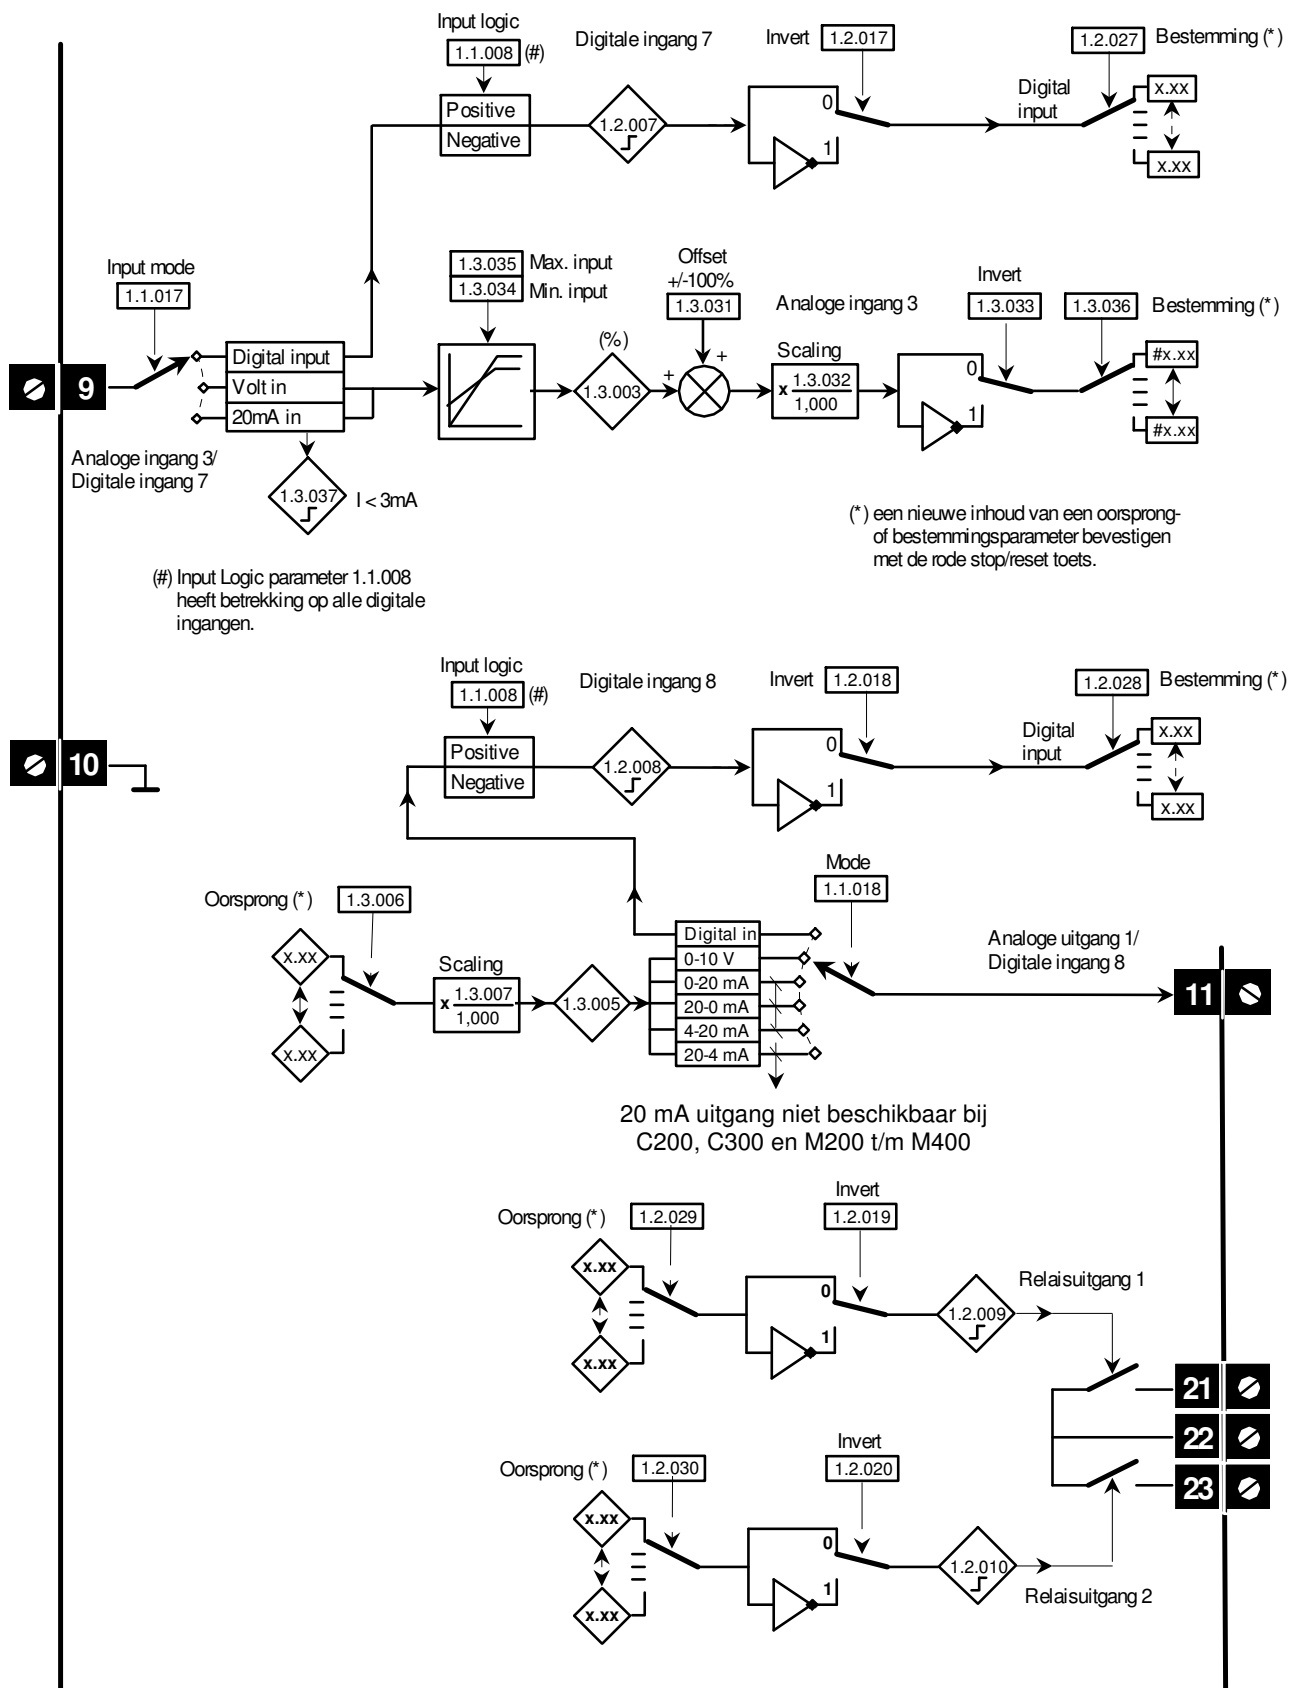 Input logic
1.1.008 (#)
Digitale ingang 7
Invert 1.2.017
1.2.027 Bestemming (*)
Positive
Negative
1.2.007
0
1
Digital
input
x.xx
x.xx
Input mode
1.1.017
1.3.035 Max. input
1.3.034 Min. input
Offset
+/-100%
1.3.031
Analoge ingang 3
Invert
1.3.033
1.3.036 Bestemming (*)
9
Digital input
Volt in
20mA in
(%)
1.3.003
+
+
Scaling
x 1.3.032
1,000
0
1
#x.xx
#x.xx
Analoge ingang 3/
Digitale ingang 7
1.3.037
I < 3mA
(*) een nieuwe inhoud van een oorsprong-
of bestemmingsparameter bevestigen
met de rode stop/reset toets.
(#) Input Logic parameter 1.1.008
heeft betrekking op alle digitale
ingangen.
Input logic
1.1.008 (#)
Digitale ingang 8
Invert 1.2.018
1.2.028 Bestemming (*)
10
Positive
Negative
1.2.008
0
1
Digital
input
x.xx
x.xx
Mode
1.1.018
Oorsprong (*) 1.3.006
x.xx
x.xx
Scaling
x 1.3.007
1,000
1.3.005
Digital in
0-10 V
0-20 mA
20-0 mA
4-20 mA
20-4 mA
Analoge uitgang 1/
Digitale ingang 8
11
20 mA uitgang niet beschikbaar bij
C200, C300 en M200 t/m M400
Oorsprong (*) 1.2.029
Invert
1.2.019
x.xx
x.xx
0
1
1.2.009
Relaisuitgang 1
21
22
23
Oorsprong (*) 1.2.030
Invert
1.2.020
x.xx
x.xx
0
1
1.2.010
Relaisuitgang 2